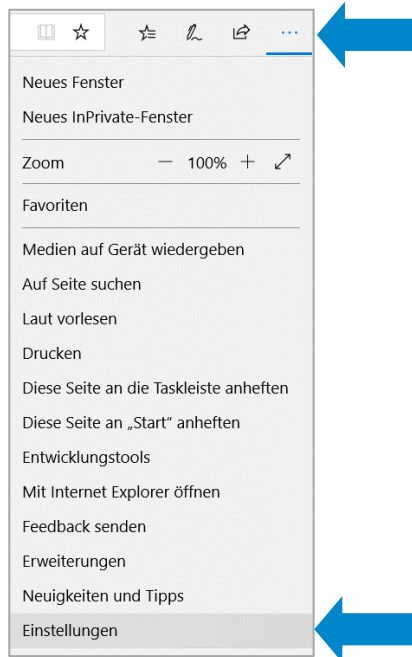 Neues Fenster
Neues InPrivate-Fenster
Zoom — 100% +
Favoriten
Medien auf Gerät wiedergeben
Auf Seite suchen
Laut vorlesen
Drucken
Diese Seite an die Taskleiste anheften
Diese Seite an „Start“ anheften
Entwicklungstools
Mit Internet Explorer öffnen
Feedback senden
Erweiterungen
Neuigkeiten und Tipps
Einstellungen